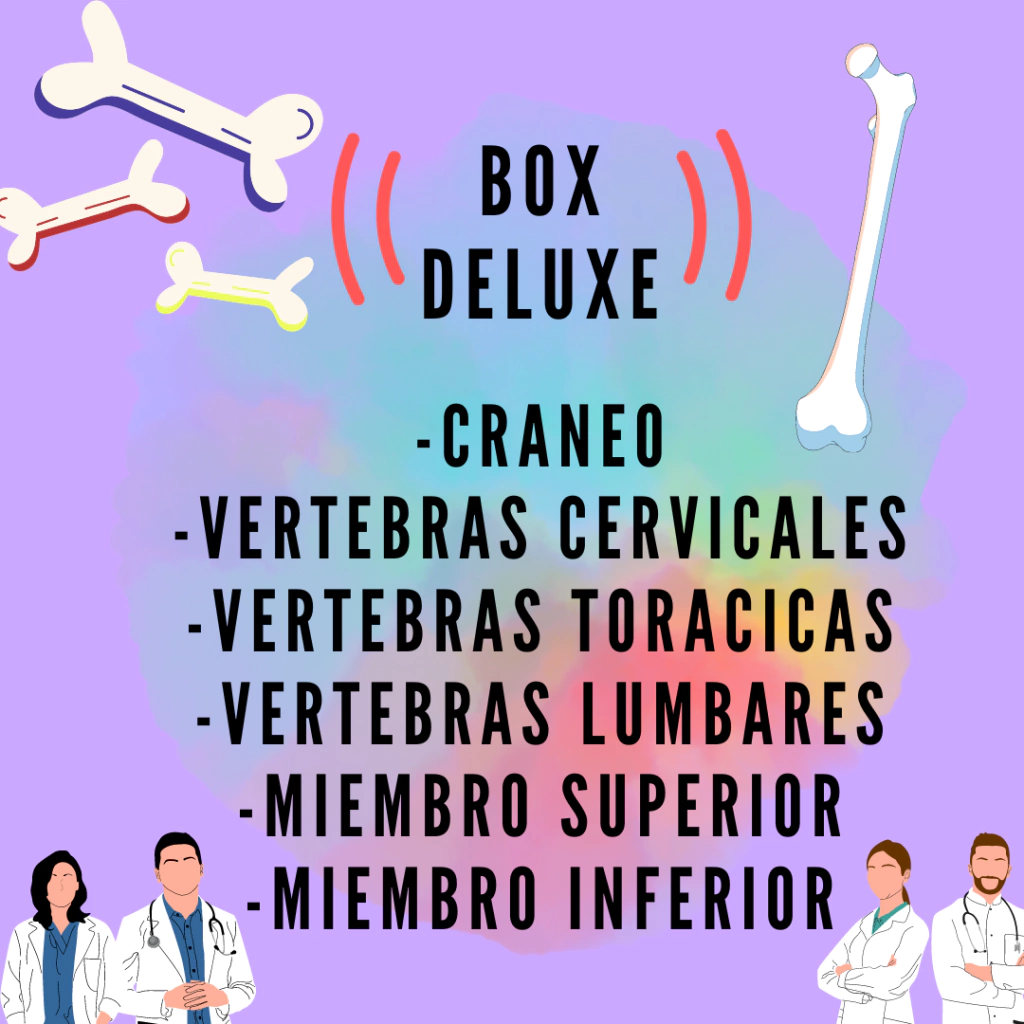 BOX
DELUXE
-CRANEO
-VERTEBRAS CERVICALES
-VERTEBRAS TORACICAS
-VERTEBRAS LUMBARES
-MIEMBRO SUPERIOR
-MIEMBRO INFERIOR